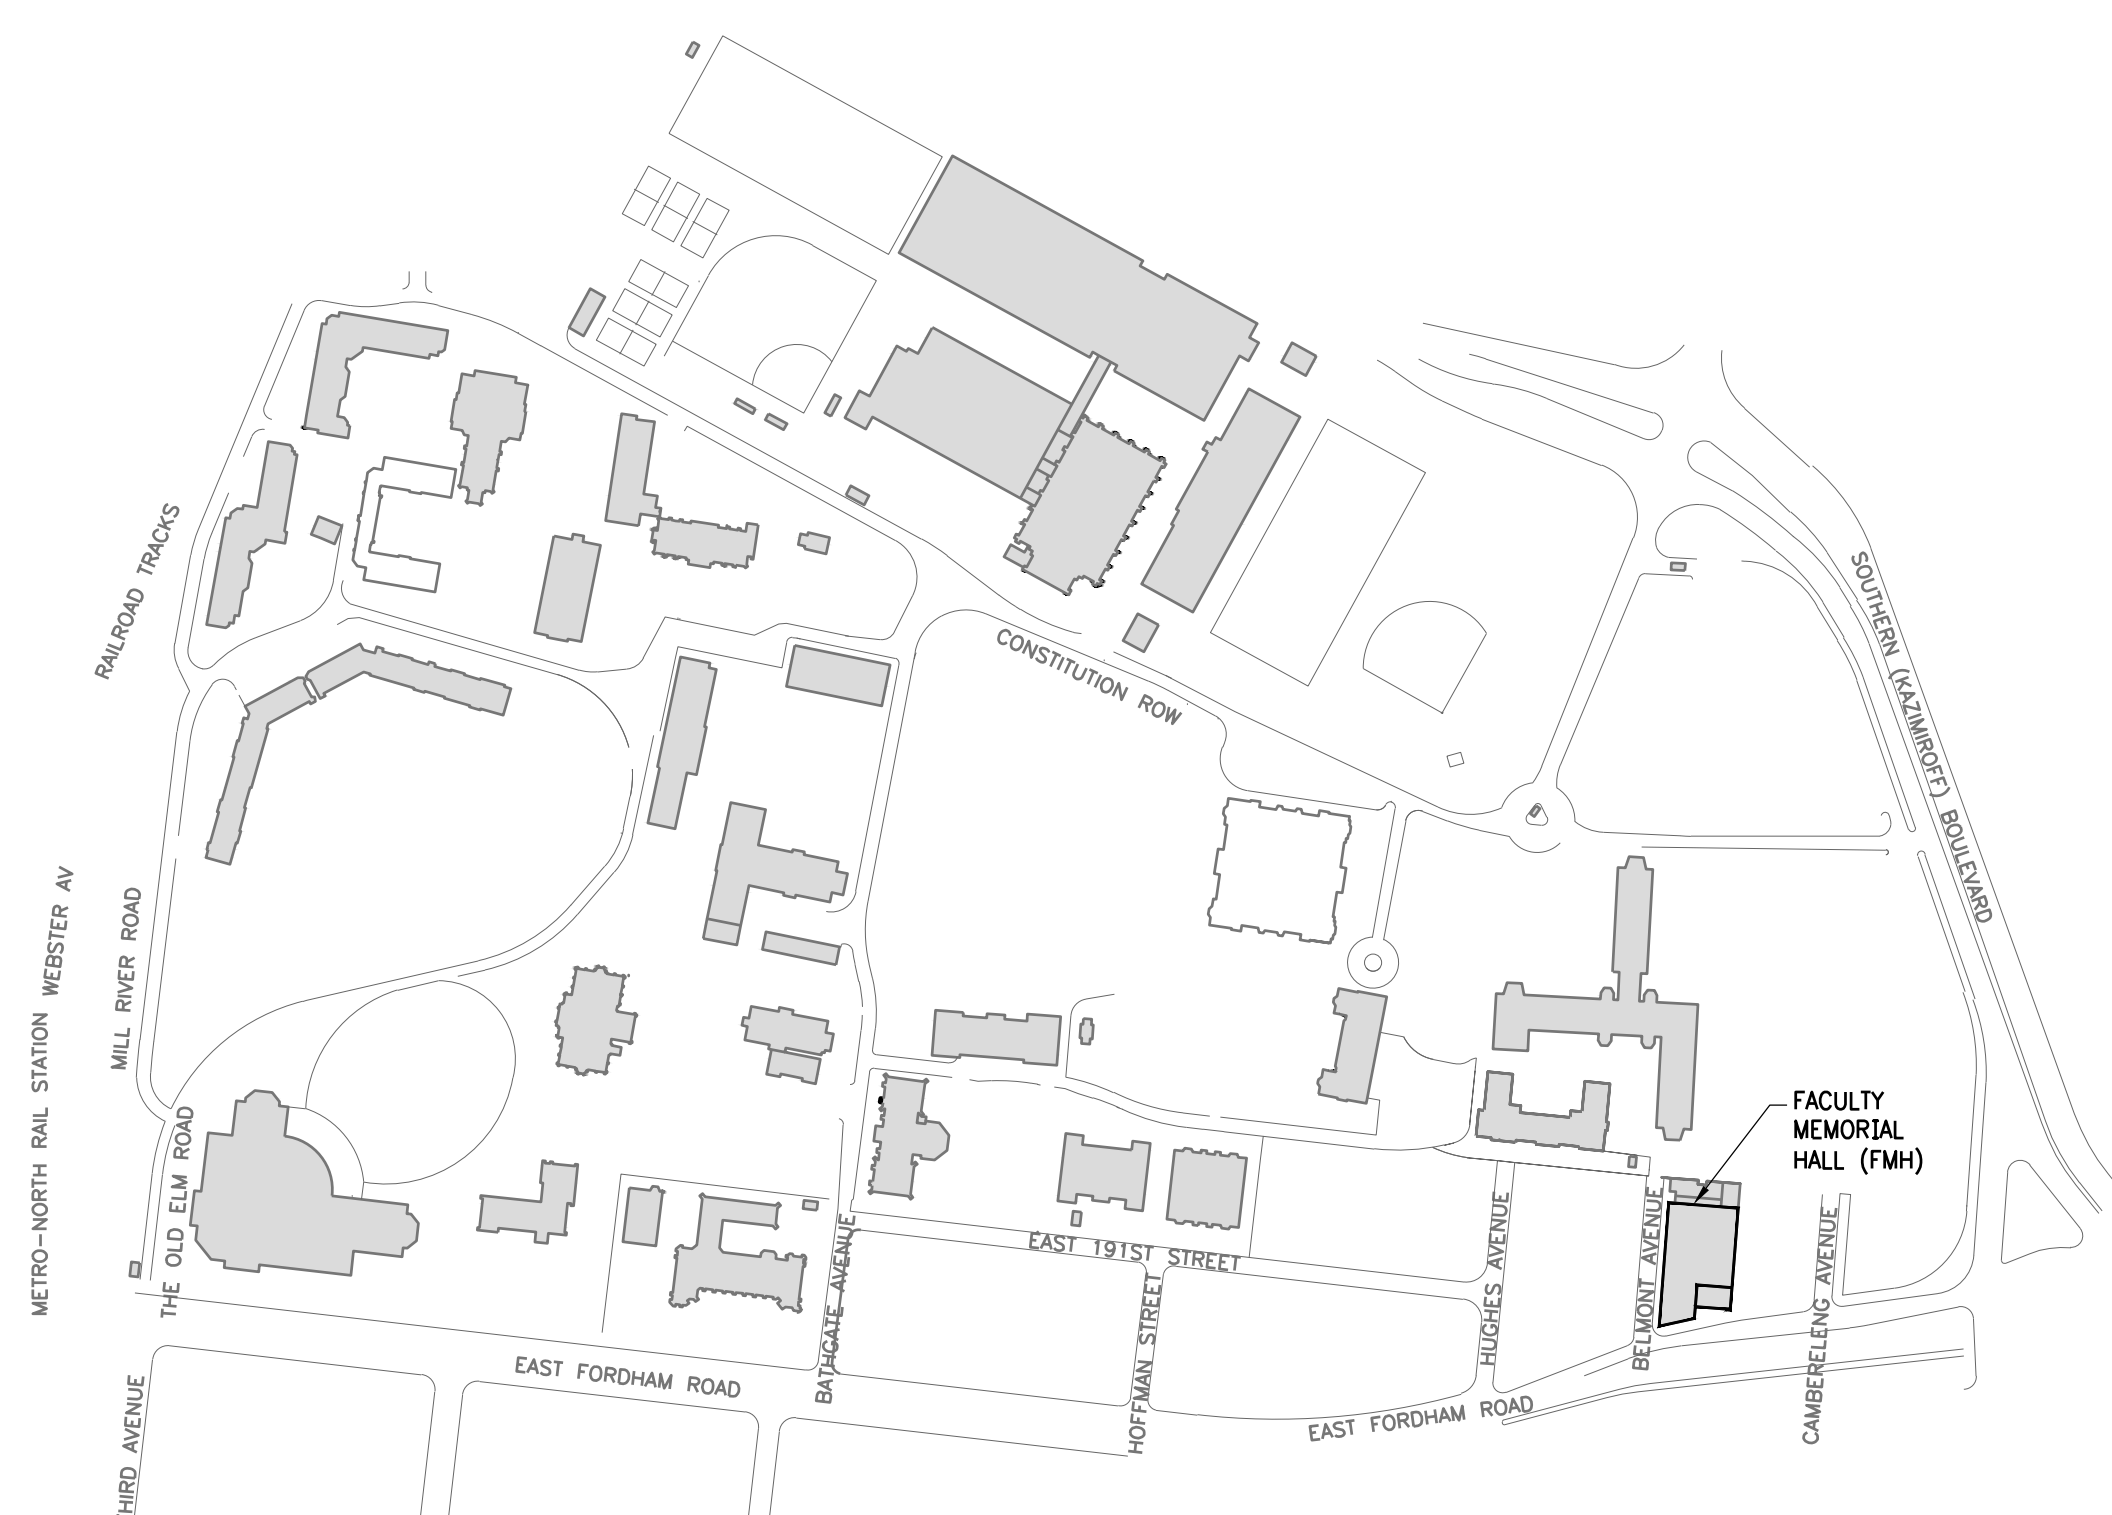 RAILROAD TRACKS
SOUTHERN (KAZIMIROFF) BOULEVARD
CONSTITUTION ROW
METRO-NORTH RAIL STATION WEBSTER AV
MILL RIVER ROAD
FACULTY
MEMORIAL
HALL (FMH)
THE OLD ELM ROAD
BATHGATE AVENUE
EAST 191ST STREET
HOFFMAN STREET
HUGHES AVENUE
BELMONT AVENUE
CAMBERELENG AVENUE
EAST FORDHAM ROAD
EAST FORDHAM ROAD
THIRD AVENUE